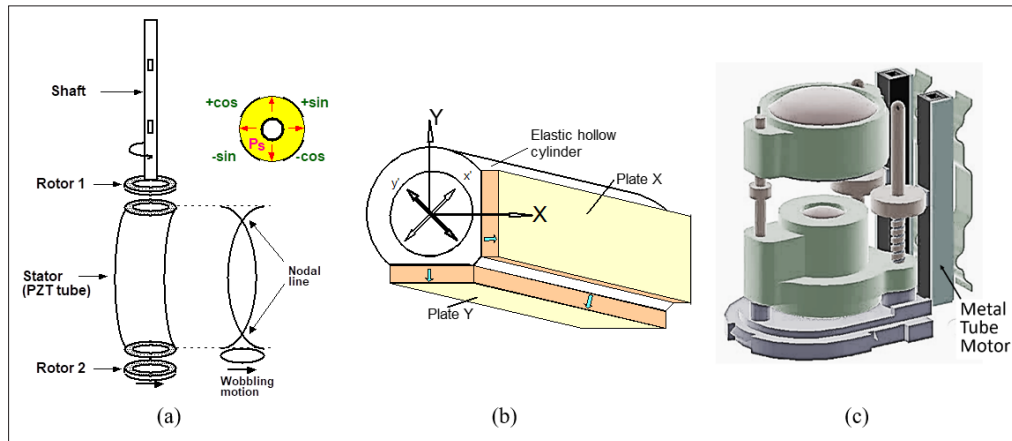 Shaft
+cos
+sin
Ps
-sin
-cos
Rotor 1
Stator
(PZT tube)
Nodal
line
Rotor 2
Wobbling
motion
(a)
Y
Elastic hollow
cylinder
y'
x'
Plate X
X
Plate Y
(b)
Metal
Tube
Motor
(c)